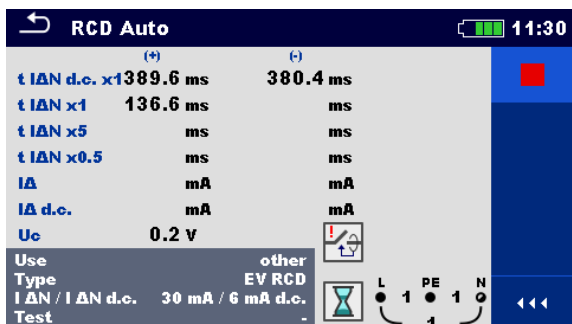 RCD Auto 11:30
(+) (-)
t IΔN d.c. x1 389.6 ms 380.4 ms
t IΔN x1 136.6 ms ms
t IΔN x5 ms ms
t IΔN x0.5 ms ms
IΔ mA mA
IΔ d.c. mA mA
Uc 0.2 V
Use other
Type EV RCD
I ΔN / I ΔN d.c. 30 mA / 6 mA d.c.
Test -
L PE N
1 1
1